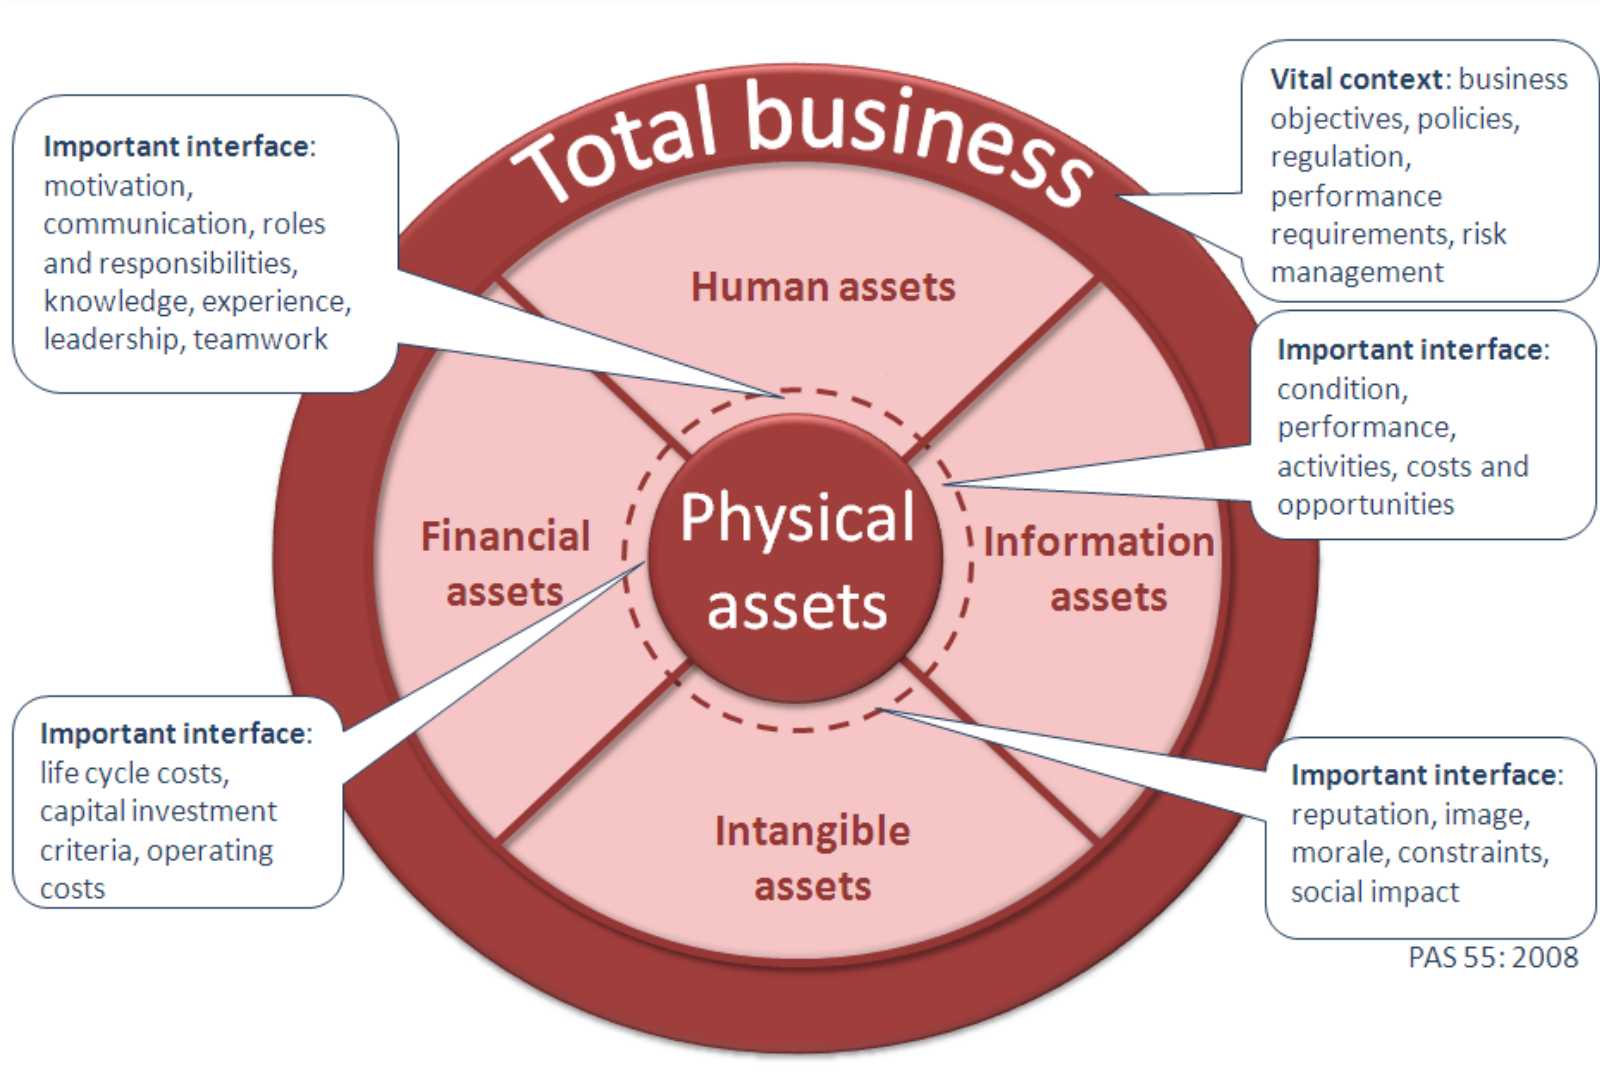 Total business
Vital context: business
objectives, policies,
regulation,
performance
requirements, risk
management
Important interface:
motivation,
communication, roles
and responsibilities,
knowledge, experience,
leadership, teamwork
Human assets
Important interface:
condition,
performance,
activities, costs and
opportunities
Financial
assets
Physical
assets
Information
assets
Important interface:
life cycle costs,
capital investment
criteria, operating
costs
Intangible
assets
Important interface:
reputation, image,
morale, constraints,
social impact
PAS 55: 2008